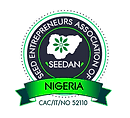 SEED ENTREPRENEURS ASSOCIATION OF
SEEDAN
NIGERIA
CAC/IT/NO 52110